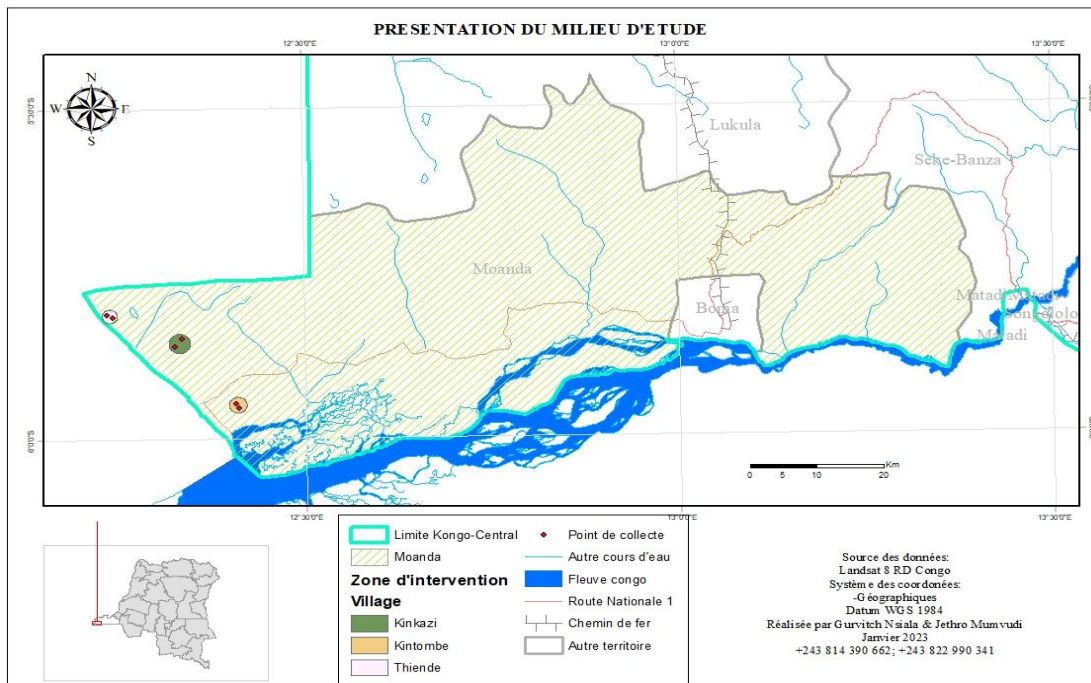 PRESENTATION DU MILIEU D'ETUDE
12°30'0"E
13°0'0"E
13°30'0"E
5°30'0"S
N
W
E
S
Lukula
Seke-Banza
Moanda
Boma
Matadi
Matadi
Matadi
6°0'0"S
Km
0 5 10 20
12°30'0"E
13°0'0"E
13°30'0"E
Limite Kongo-Central
Moanda
Zone d'intervention
Village
Kinkazi
Kintombe
Thiende
Point de collecte
Autre cours d'eau
Fleuve congo
Route Nationale 1
Chemin de fer
Autre territoire
Source des données:
Landsat 8 RD Congo
Système des coordonées:
-Géographiques
Datum WGS 1984
Réalisée par Gurvitch Nsiala & Jethro Mumvudi
Janvier 2023
+243 814 390 662; +243 822 990 341